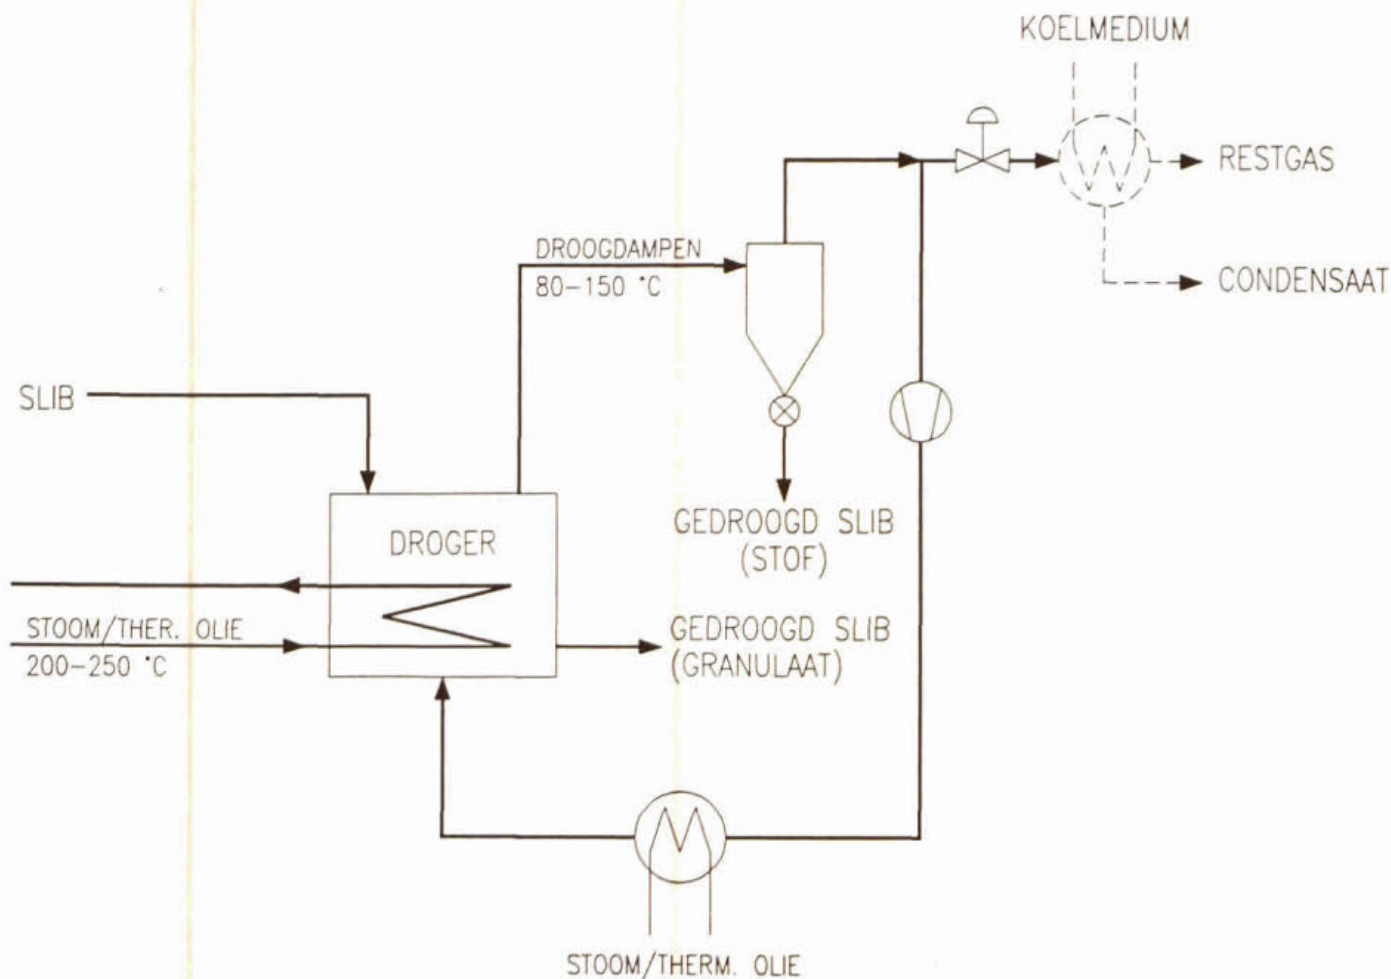 KOELMEDIUM
RESTGAS
DROOGDAMPEN
80-150 °C
CONDENSAAT
SLIB
GEDROOGD SLIB
(STOF)
DROGER
STOOM/THER. OLIE
200-250 °C
GEDROOGD SLIB
(GRANULAAT)
STOOM/THERM. OLIE